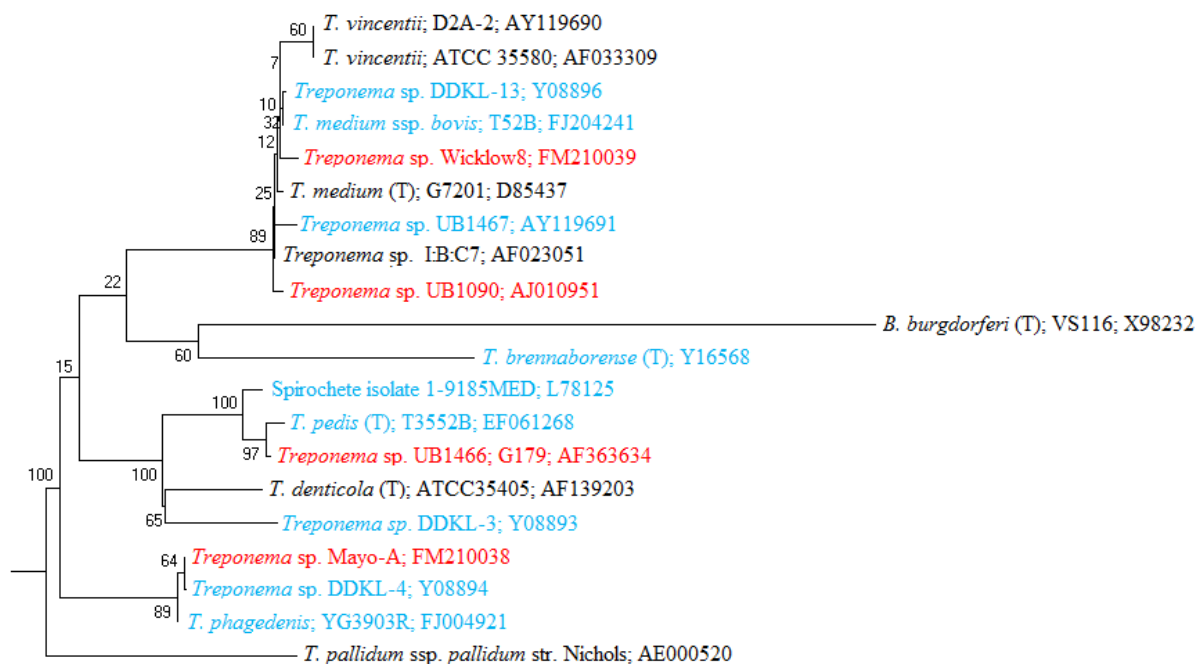 60
T. vincentii; D2A-2; AY119690
7
T. vincentii; ATCC 35580; AF033309
Treponema sp. DDKL-13; Y08896
10
32
T. medium ssp. bovis; T52B; FJ204241
12
Treponema sp. Wicklow8; FM210039
25
T. medium (T); G7201; D85437
Treponema sp. UB1467; AY119691
89
Treponema sp. I:B:C7; AF023051
22
Treponema sp. UB1090; AJ010951
B. burgdorferi (T); VS116; X98232
60
T. brennaborense (T); Y16568
15
Spirochete isolate 1-9185MED; L78125
100
T. pedis (T); T3552B; EF061268
97
Treponema sp. UB1466; G179; AF363634
100
100
T. denticola (T); ATCC35405; AF139203
65
Treponema sp. DDKL-3; Y08893
64
Treponema sp. Mayo-A; FM210038
Treponema sp. DDKL-4; Y08894
89
T. phagedenis; YG3903R; FJ004921
T. pallidum ssp. pallidum str. Nichols; AE000520